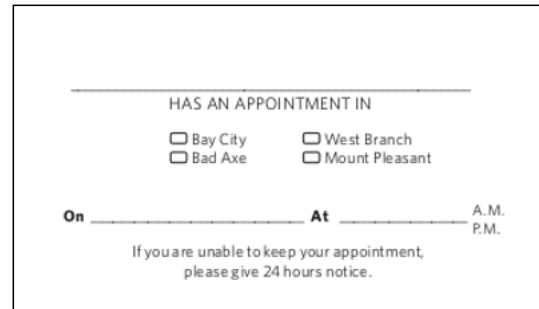 HAS AN APPOINTMENT IN
Bay City West Branch
Bad Axe Mount Pleasant
On At A.M.
P.M.
If you are unable to keep your appointment,
please give 24 hours notice.